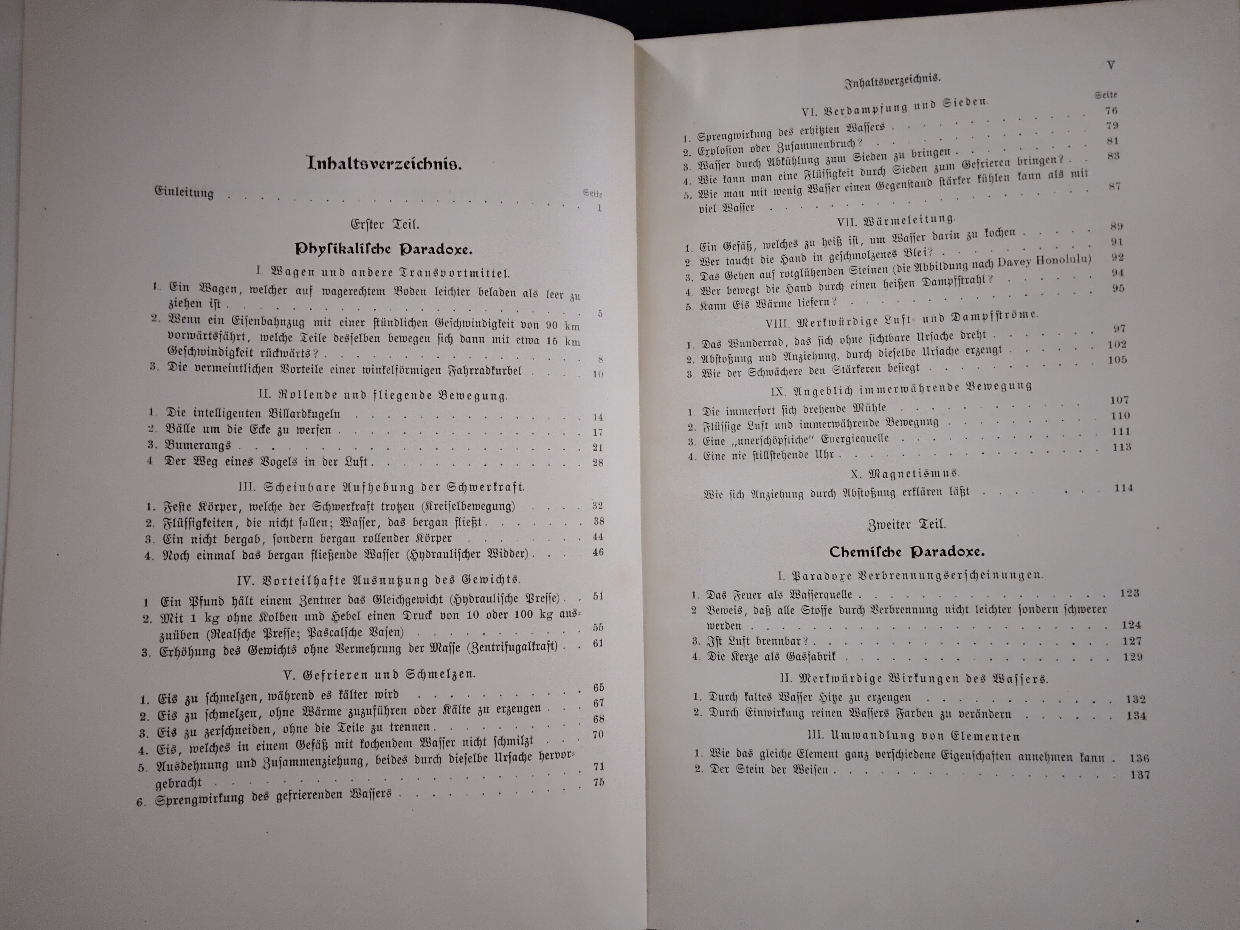 Inhaltsverzeichnis.
Seite
Einleitung . . . . . . . . . . . . . . . . . . . . 1
Erster Teil.
Physikalische Paradoxe.
I. Wagen und andere Transportmittel.
1. Ein Wagen, welcher auf wagerechtem Boden leichter beladen als leer zu
ziehen ist . . . . . . . . . . . . . . . . . . . . 5
2. Wenn ein Eisenbahnzug mit einer stündlichen Geschwindigkeit von 90 km
vorwärtsfährt, welche Teile desselben bewegen sich dann mit etwa 15 km
Geschwindigkeit rückwärts? . . . . . . . . . . . . . . 8
3. Die vermeintlichen Vorteile einer winkelförmigen Fahrradkurbel . . . . 10
II. Rollende und fliegende Bewegung.
1. Die intelligenten Billardkugeln . . . . . . . . . . . . 14
2. Bälle um die Ecke zu werfen . . . . . . . . . . . . . 17
3. Bumerangs . . . . . . . . . . . . . . . . . . 21
4 Der Weg eines Vogels in der Luft . . . . . . . . . . . 28
III. Scheinbare Aufhebung der Schwerkraft.
1. Feste Körper, welche der Schwerkraft trotzen (Kreiselbewegung) . . . . 32
2. Flüssigkeiten, die nicht fallen; Wasser, das bergan fließt . . . . . . 38
3. Ein nicht bergab, sondern bergan rollender Körper . . . . . . . 44
4. Noch einmal das bergan fließende Wasser (Hydraulischer Widder) . . . . 46
IV. Vorteilhafte Ausnutzung des Gewichts.
1 Ein Pfund hält einem Zentner das Gleichgewicht (Hydraulische Presse) . . 51
2. Mit 1 kg ohne Kolben und Hebel einen Druck von 10 oder 100 kg aus-
zuüben (Realsche Presse; Pascalsche Vasen) . . . . . . . . . 55
3. Erhöhung des Gewichts ohne Vermehrung der Masse (Zentrifugalkraft) . . 61
V. Gefrieren und Schmelzen.
1. Eis zu schmelzen, während es kälter wird . . . . . . . . . . 65
2. Eis zu schmelzen, ohne Wärme zuzuführen oder Kälte zu erzeugen . . . 67
3. Eis zu zerschneiden, ohne die Teile zu trennen . . . . . . . . . 68
4. Eis, welches in einem Gefäß mit kochendem Wasser nicht schmilzt . . . 70
5. Ausdehnung und Zusammenziehung, beides durch dieselbe Ursache hervor-
gebracht . . . . . . . . . . . . . . . . . . . 71
6. Sprengwirkung des gefrierenden Wassers . . . . . . . . . . 75
Inhaltsverzeichnis. V
Seite
VI. Verdampfung und Sieden.
1. Sprengwirkung des erhitzten Wassers . . . . . . . . . . . 76
2. Explosion oder Zusammenbruch? . . . . . . . . . . . . 79
3. Wasser durch Abkühlung zum Sieden zu bringen . . . . . . . . 81
4. Wie kann man eine Flüssigkeit durch Sieden zum Gefrieren bringen? . . 83
5. Wie man mit wenig Wasser einen Gegenstand stärker kühlen kann als mit
viel Wasser . . . . . . . . . . . . . . . . . . 87
VII. Wärmeleitung.
1. Ein Gefäß, welches zu heiß ist, um Wasser darin zu kochen . . . . . 89
2. Wer taucht die Hand in geschmolzenes Blei? . . . . . . . . . 91
3. Das Gehen auf rotglühenden Steinen (die Abbildung nach Davey Honolulu) 92
4. Wer bewegt die Hand durch einen heißen Dampfstrahl? . . . . . . 94
5. Kann Eis Wärme liefern? . . . . . . . . . . . . . . 95
VIII. Merkwürdige Luft- und Dampfströme.
1. Das Wunderrad, das sich ohne sichtbare Ursache dreht . . . . . . 97
2. Abstoßung und Anziehung, durch dieselbe Ursache erzeugt . . . . . . 102
3 Wie der Schwächere den Stärkeren besiegt . . . . . . . . . . 105
IX. Angeblich immerwährende Bewegung
1 Die immerfort sich drehende Mühle . . . . . . . . . . . 107
2. Flüssige Luft und immerwährende Bewegung . . . . . . . . . 110
3. Eine „unerschöpfliche“ Energiequelle . . . . . . . . . . . 111
4. Eine nie stillstehende Uhr . . . . . . . . . . . . . . 113
X. Magnetismus.
Wie sich Anziehung durch Abstoßung erklären läßt . . . . . . . 114
Zweiter Teil.
Chemische Paradoxe.
I. Paradoxe Verbrennungserscheinungen.
1. Das Feuer als Wasserquelle . . . . . . . . . . . . . 123
2 Beweis, daß alle Stoffe durch Verbrennung nicht leichter sondern schwerer
werden . . . . . . . . . . . . . . . . . . . . 124
3. Ist Luft brennbar? . . . . . . . . . . . . . . . . 127
4. Die Kerze als Gasfabrik . . . . . . . . . . . . . . 129
II. Merkwürdige Wirkungen des Wassers.
1. Durch kaltes Wasser Hitze zu erzeugen . . . . . . . . . . 132
2. Durch Einwirkung reinen Wassers Farben zu verändern . . . . . . 134
III. Umwandlung von Elementen
1. Wie das gleiche Element ganz verschiedene Eigenschaften annehmen kann . 136
2. Der Stein der Weisen . . . . . . . . . . . . . . . 137